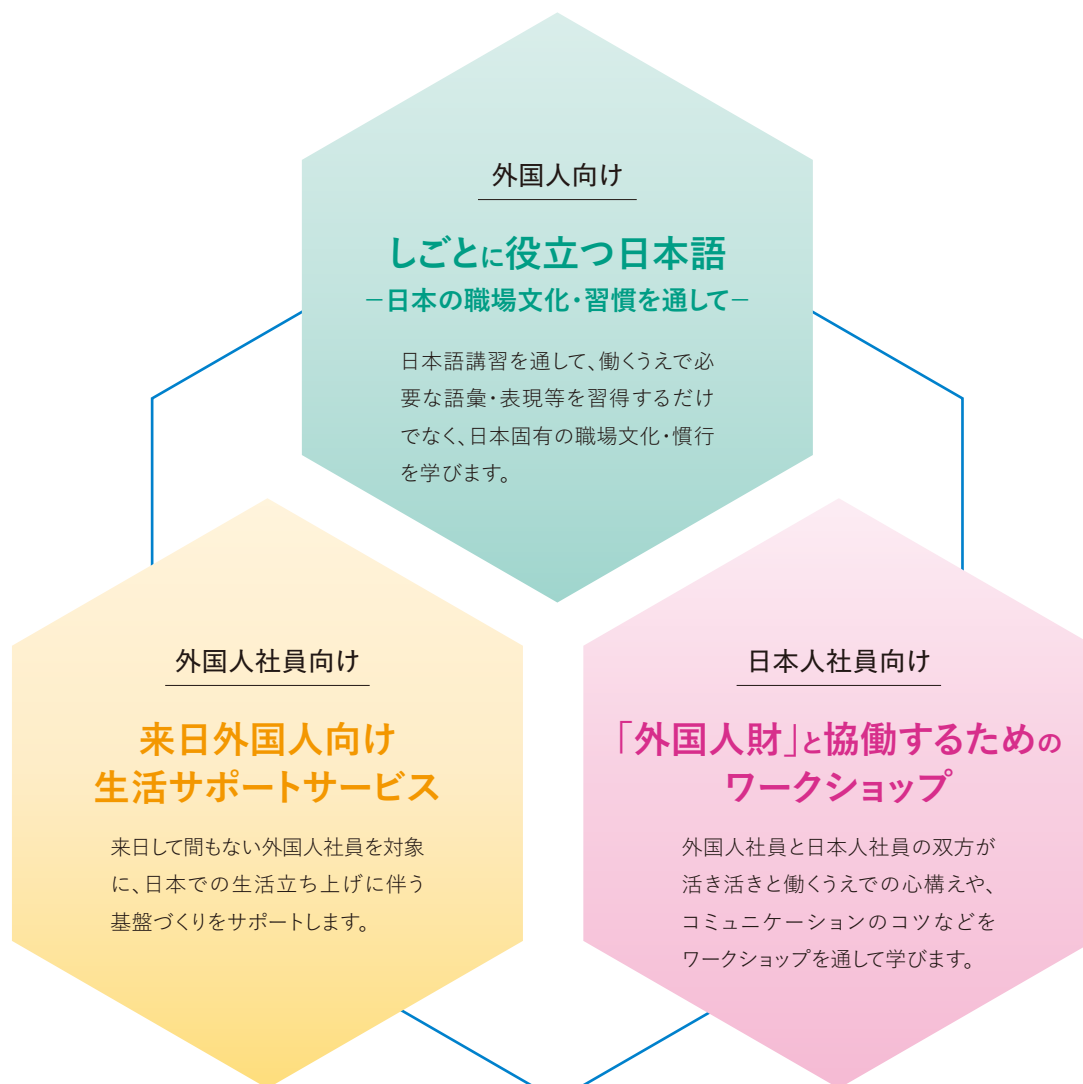 外国人向け
しごとに役立つ日本語
－日本の職場文化・習慣を通して－
日本語講習を通して、働くうえで必
要な語彙・表現等を習得するだけ
でなく、日本固有の職場文化・慣行
を学びます。
外国人社員向け
来日外国人向け
生活サポートサービス
来日して間もない外国人社員を対象
に、日本での生活立ち上げに伴う
基盤づくりをサポートします。
日本人社員向け
「外国人財」と協働するための
ワークショップ
外国人社員と日本人社員の双方が
活き活きと働くうえでの心構えや、
コミュニケーションのコツなどを
ワークショップを通して学びます。